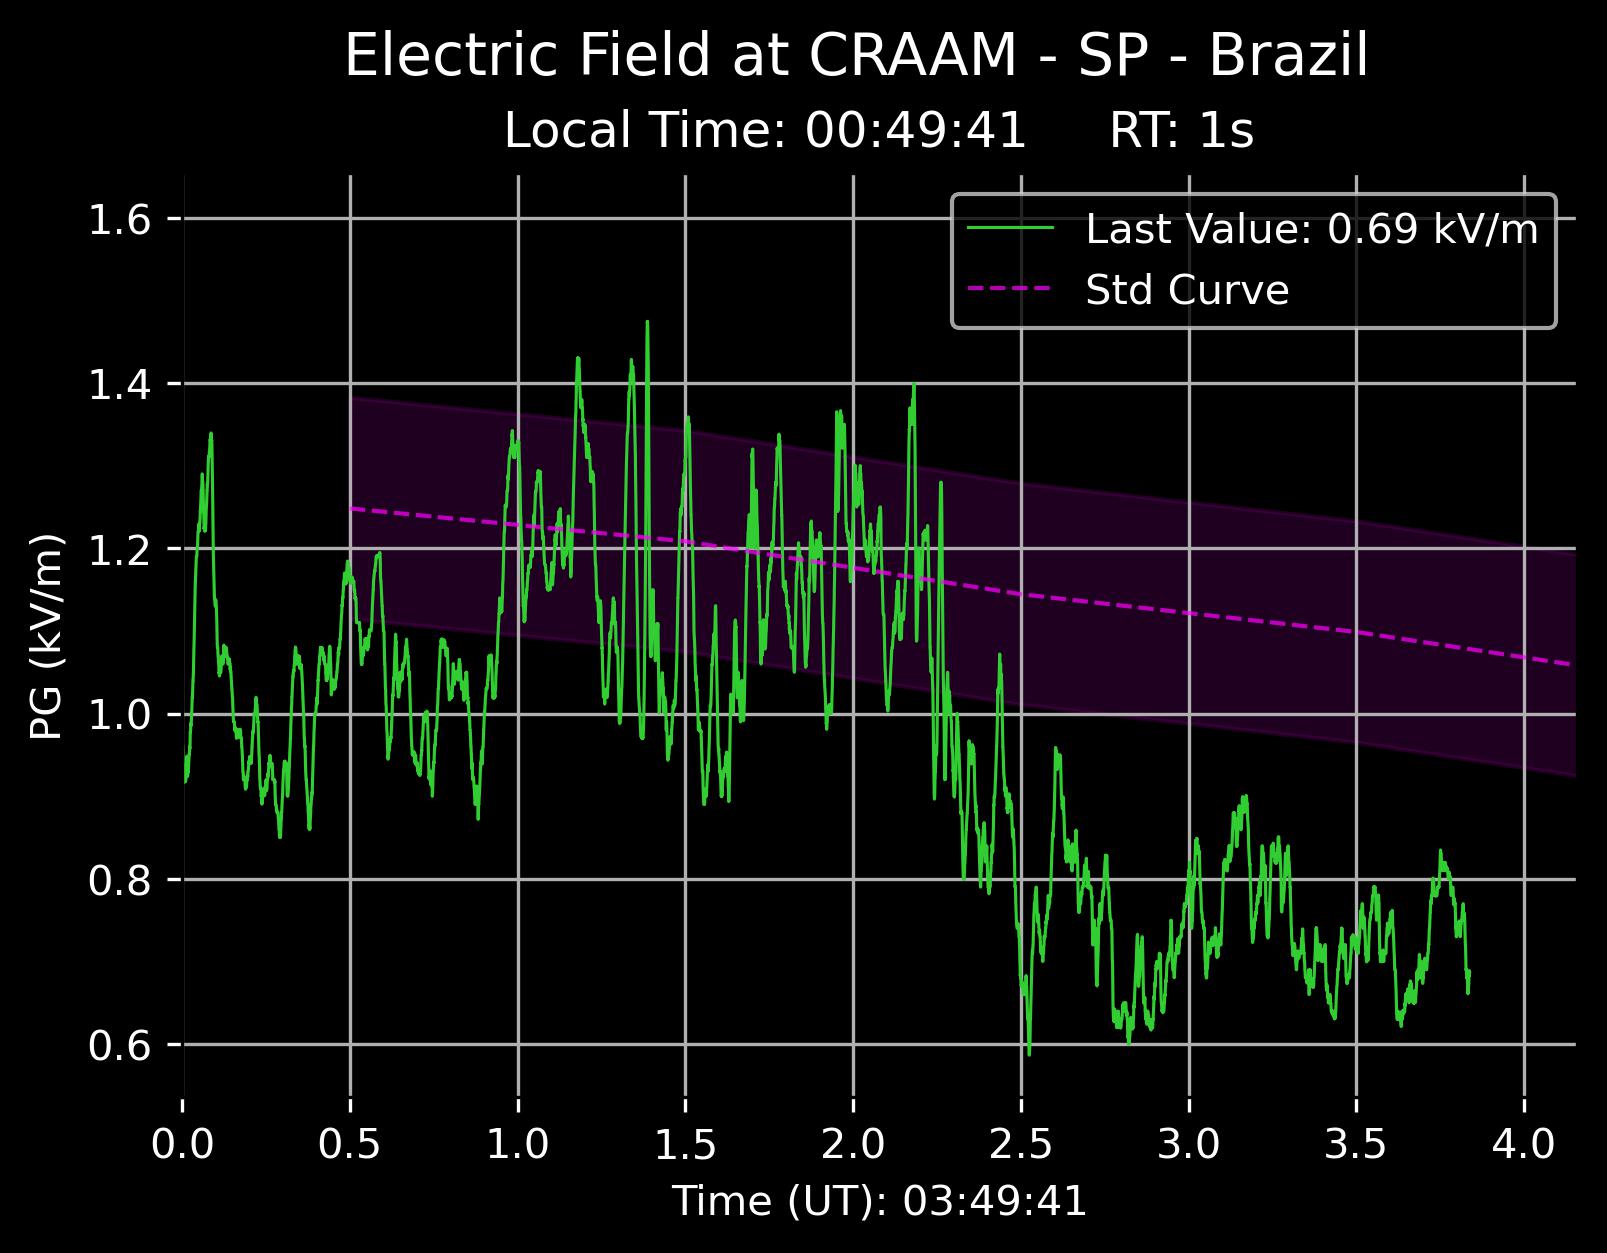 Electric Field at CRAAM - SP - Brazil
Local Time: 00:49:41 RT: 1s
Last Value: 0.69 kV/m
Std Curve
PG (kV/m)
1.6
1.4
1.2
1.0
0.8
0.6
0.0 0.5 1.0 1.5 2.0 2.5 3.0 3.5 4.0
Time (UT): 03:49:41